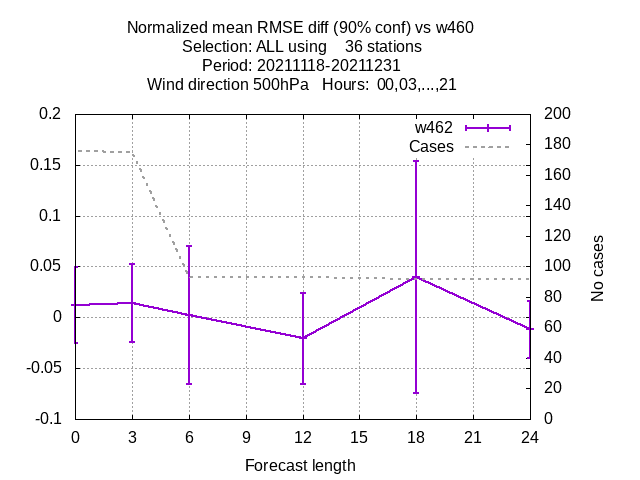 Normalized mean RMSE diff (90% conf) vs w460
Selection: ALL using    36 stations
Period: 20211118-20211231
Wind direction 500hPa   Hours:  00,03,...,21
w462
Cases
0.2
0.15
0.1
0.05
0
-0.05
-0.1
200
180
160
140
120
100
80
60
40
20
0
No cases
0 3 6 9 12 15 18 21 24
Forecast length